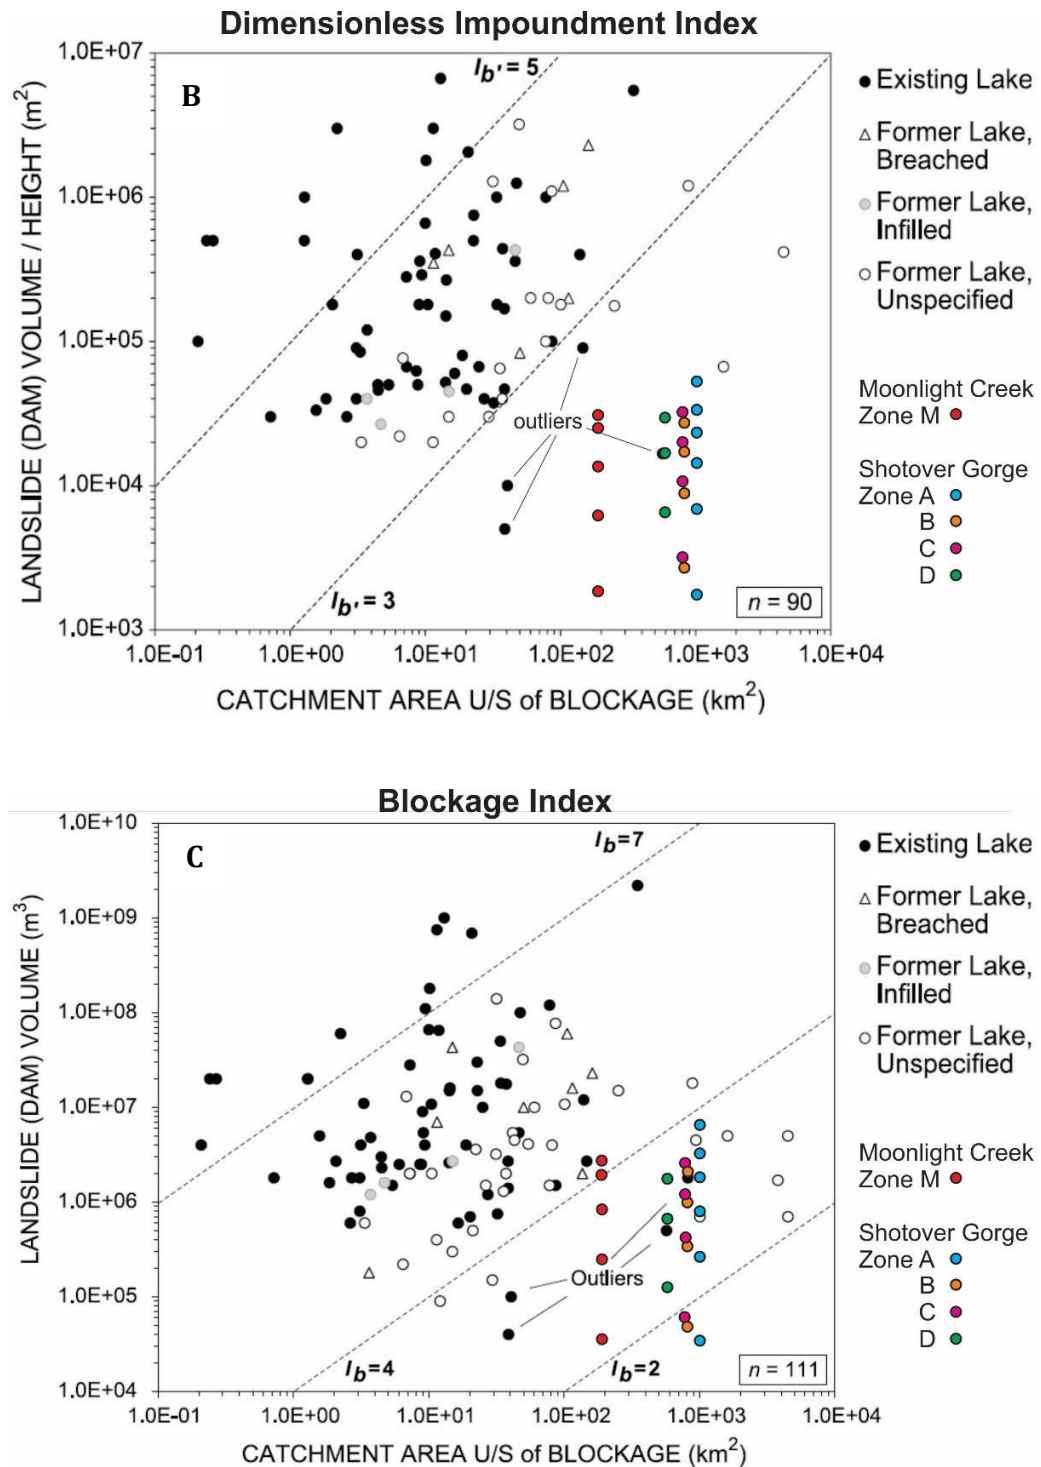 Dimensionless Impoundment Index
1.0E+07
B
I_b' = 5
1.0E+06
1.0E+05
outliers
1.0E+04
I_b' = 3
n = 90
1.0E+03
1.0E-01 1.0E+00 1.0E+01 1.0E+02 1.0E+03 1.0E+04
LANDSLIDE (DAM) VOLUME / HEIGHT (m²)
CATCHMENT AREA U/S of BLOCKAGE (km²)
Existing Lake
Former Lake,
Breached
Former Lake,
Infilled
Former Lake,
Unspecified
Moonlight Creek
Zone M
Shotover Gorge
Zone A
B
C
D
Blockage Index
1.0E+10
C
I_b=7
1.0E+09
1.0E+08
1.0E+07
1.0E+06
Outliers
1.0E+05
I_b=4
I_b=2
n = 111
1.0E+04
1.0E-01 1.0E+00 1.0E+01 1.0E+02 1.0E+03 1.0E+04
LANDSLIDE (DAM) VOLUME (m³)
CATCHMENT AREA U/S of BLOCKAGE (km²)
Existing Lake
Former Lake,
Breached
Former Lake,
Infilled
Former Lake,
Unspecified
Moonlight Creek
Zone M
Shotover Gorge
Zone A
B
C
D